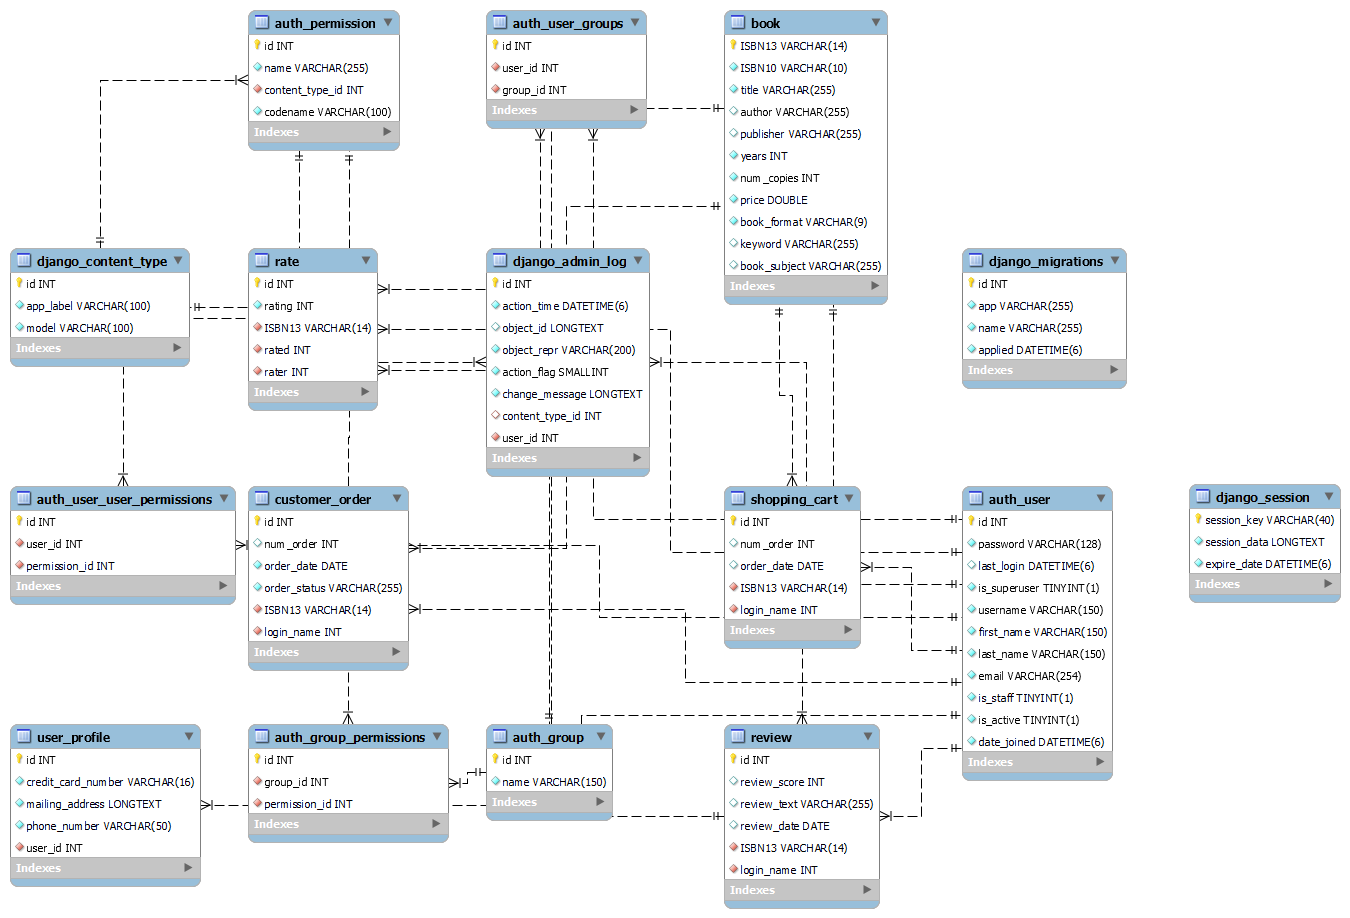 auth_permission
id INT
name VARCHAR(255)
content_type_id INT
codename VARCHAR(100)
Indexes
auth_user_groups
id INT
user_id INT
group_id INT
Indexes
book
ISBN13 VARCHAR(14)
ISBN10 VARCHAR(10)
title VARCHAR(255)
author VARCHAR(255)
publisher VARCHAR(255)
years INT
num_copies INT
price DOUBLE
book_format VARCHAR(9)
keyword VARCHAR(255)
book_subject VARCHAR(255)
Indexes
django_content_type
id INT
app_label VARCHAR(100)
model VARCHAR(100)
Indexes
rate
id INT
rating INT
ISBN13 VARCHAR(14)
rated INT
rater INT
Indexes
django_admin_log
id INT
action_time DATETIME(6)
object_id LONGTEXT
object_repr VARCHAR(200)
action_flag SMALLINT
change_message LONGTEXT
content_type_id INT
user_id INT
Indexes
django_migrations
id INT
app VARCHAR(255)
name VARCHAR(255)
applied DATETIME(6)
Indexes
auth_user_user_permissions
id INT
user_id INT
permission_id INT
Indexes
customer_order
id INT
num_order INT
order_date DATE
order_status VARCHAR(255)
ISBN13 VARCHAR(14)
login_name INT
Indexes
shopping_cart
id INT
num_order INT
order_date DATE
ISBN13 VARCHAR(14)
login_name INT
Indexes
auth_user
id INT
password VARCHAR(128)
last_login DATETIME(6)
is_superuser TINYINT(1)
username VARCHAR(150)
first_name VARCHAR(150)
last_name VARCHAR(150)
email VARCHAR(254)
is_staff TINYINT(1)
is_active TINYINT(1)
date_joined DATETIME(6)
Indexes
django_session
session_key VARCHAR(40)
session_data LONGTEXT
expire_date DATETIME(6)
Indexes
user_profile
id INT
credit_card_number VARCHAR(16)
mailing_address LONGTEXT
phone_number VARCHAR(50)
user_id INT
Indexes
auth_group_permissions
id INT
group_id INT
permission_id INT
Indexes
auth_group
id INT
name VARCHAR(150)
Indexes
review
id INT
review_score INT
review_text VARCHAR(255)
review_date DATE
ISBN13 VARCHAR(14)
login_name INT
Indexes